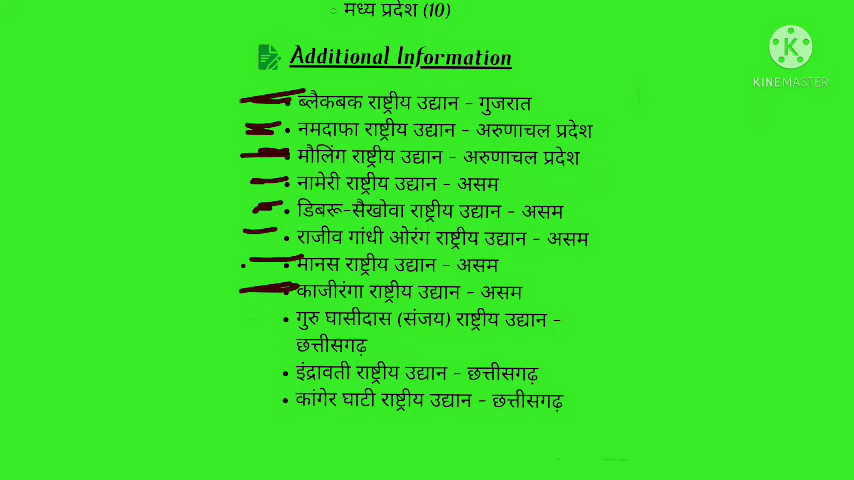 मध्य प्रदेश (10)
K
KINEMASTER
Additional Information
ब्लैकबक राष्ट्रीय उद्यान - गुजरात
नमदाफा राष्ट्रीय उद्यान - अरुणाचल प्रदेश
मौलिंग राष्ट्रीय उद्यान - अरुणाचल प्रदेश
नामेरी राष्ट्रीय उद्यान - असम
डिबरू-सैखोवा राष्ट्रीय उद्यान - असम
राजीव गांधी ओरंग राष्ट्रीय उद्यान - असम
मानस राष्ट्रीय उद्यान - असम
काजीरंगा राष्ट्रीय उद्यान - असम
गुरु घासीदास (संजय) राष्ट्रीय उद्यान -
छत्तीसगढ़
इंद्रावती राष्ट्रीय उद्यान - छत्तीसगढ़
कांगेर घाटी राष्ट्रीय उद्यान - छत्तीसगढ़